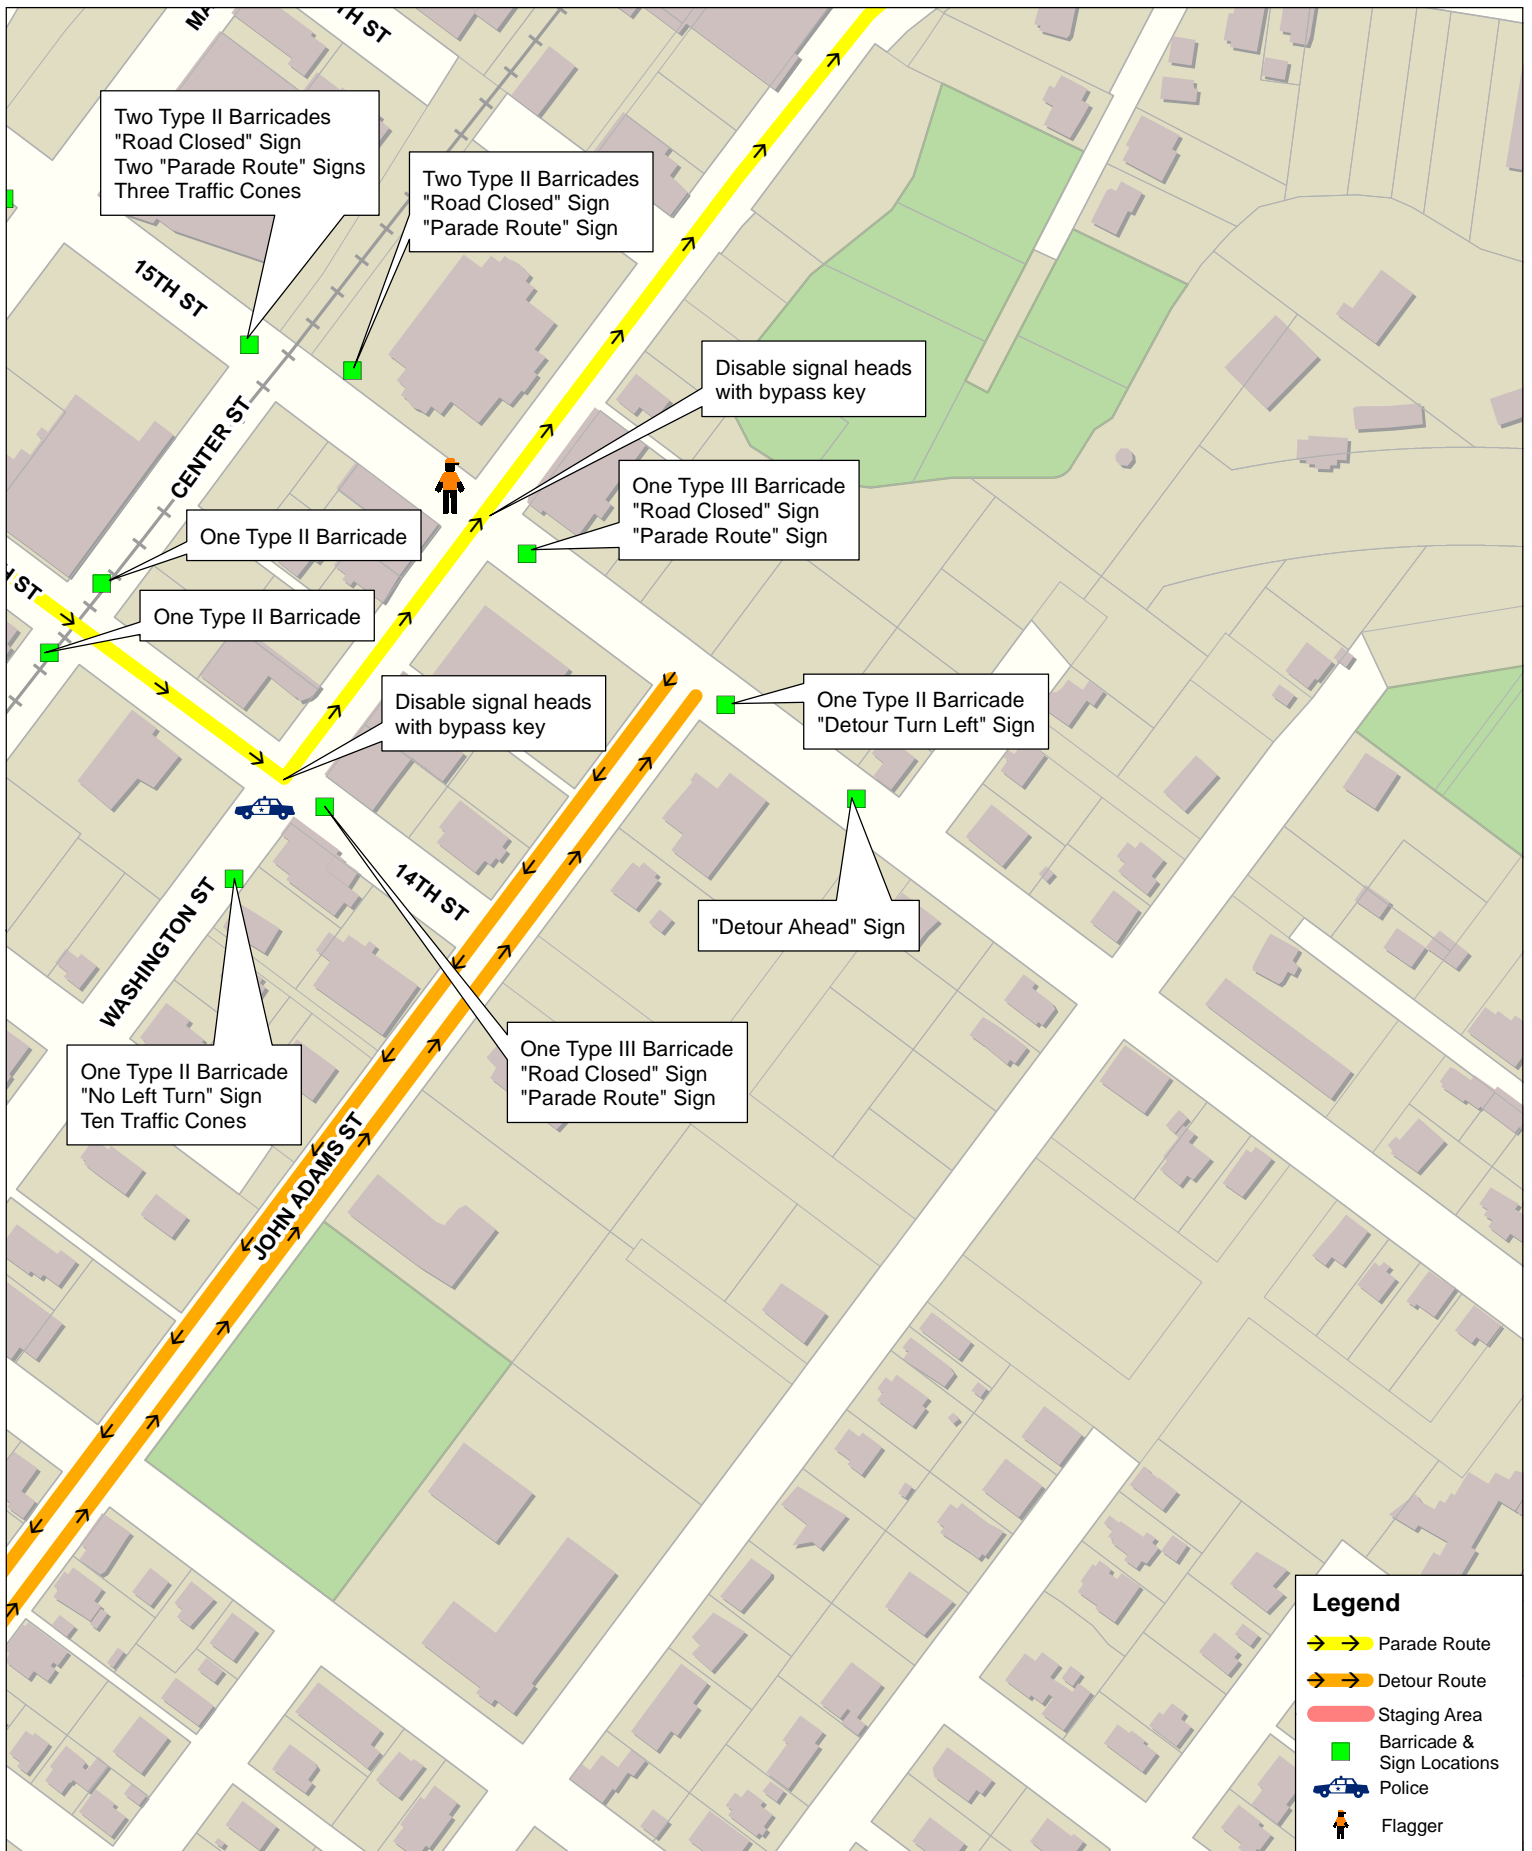 Two Type II Barricades
"Road Closed" Sign
Two "Parade Route" Signs
Three Traffic Cones
Two Type II Barricades
"Road Closed" Sign
"Parade Route" Sign
15TH ST
Disable signal heads
with bypass key
CENTER ST
One Type III Barricade
"Road Closed" Sign
"Parade Route" Sign
One Type II Barricade
One Type II Barricade
Disable signal heads
with bypass key
One Type II Barricade
"Detour Turn Left" Sign
14TH ST
"Detour Ahead" Sign
WASHINGTON ST
One Type II Barricade
"No Left Turn" Sign
Ten Traffic Cones
One Type III Barricade
"Road Closed" Sign
"Parade Route" Sign
JOHN ADAMS ST
Legend
Parade Route
Detour Route
Staging Area
Barricade &
Sign Locations
Police
Flagger